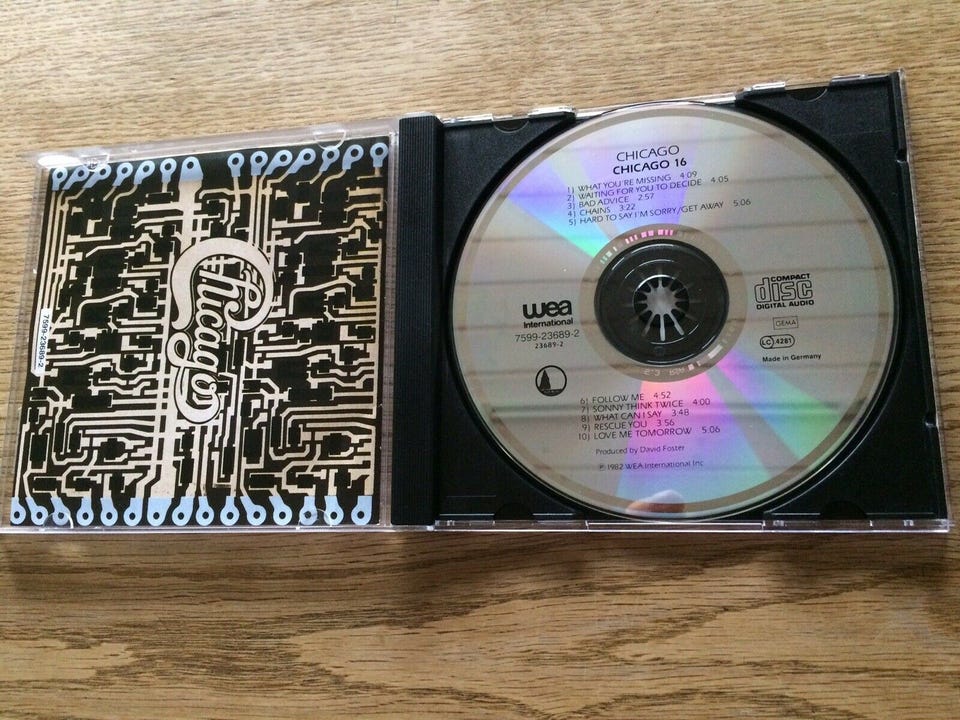 Chicago
7599-23689-2
CHICAGO
CHICAGO 16
1) WHAT YOU'RE MISSING 4:09
2) WAITING FOR YOU TO DECIDE 4:05
3) BAD ADVICE 2:57
4) CHAINS 3:22
5) HARD TO SAY I'M SORRY/GET AWAY 5:06
wea
International
7599-23689-2
23689-2
COMPACT
disc
DIGITAL AUDIO
GEMA
LC 4281
Made in Germany
6) FOLLOW ME 4:52
7) SONNY THINK TWICE 4:00
8) WHAT CAN I SAY 3:48
9) RESCUE YOU 3:56
10) LOVE ME TOMORROW 5:06
Produced by David Foster
℗ 1982 WEA International Inc